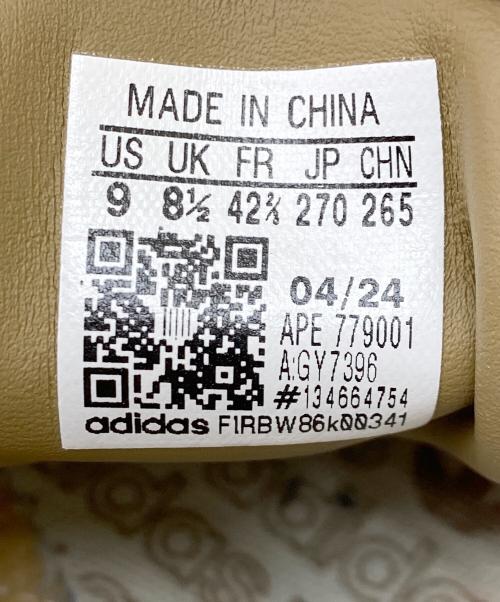 MADE IN CHINA
US UK FR JP CHN
9 8½ 42⅔ 270 265
04/24
APE 779001
A:GY7396
#134664754
adidas F1RBW86k00341